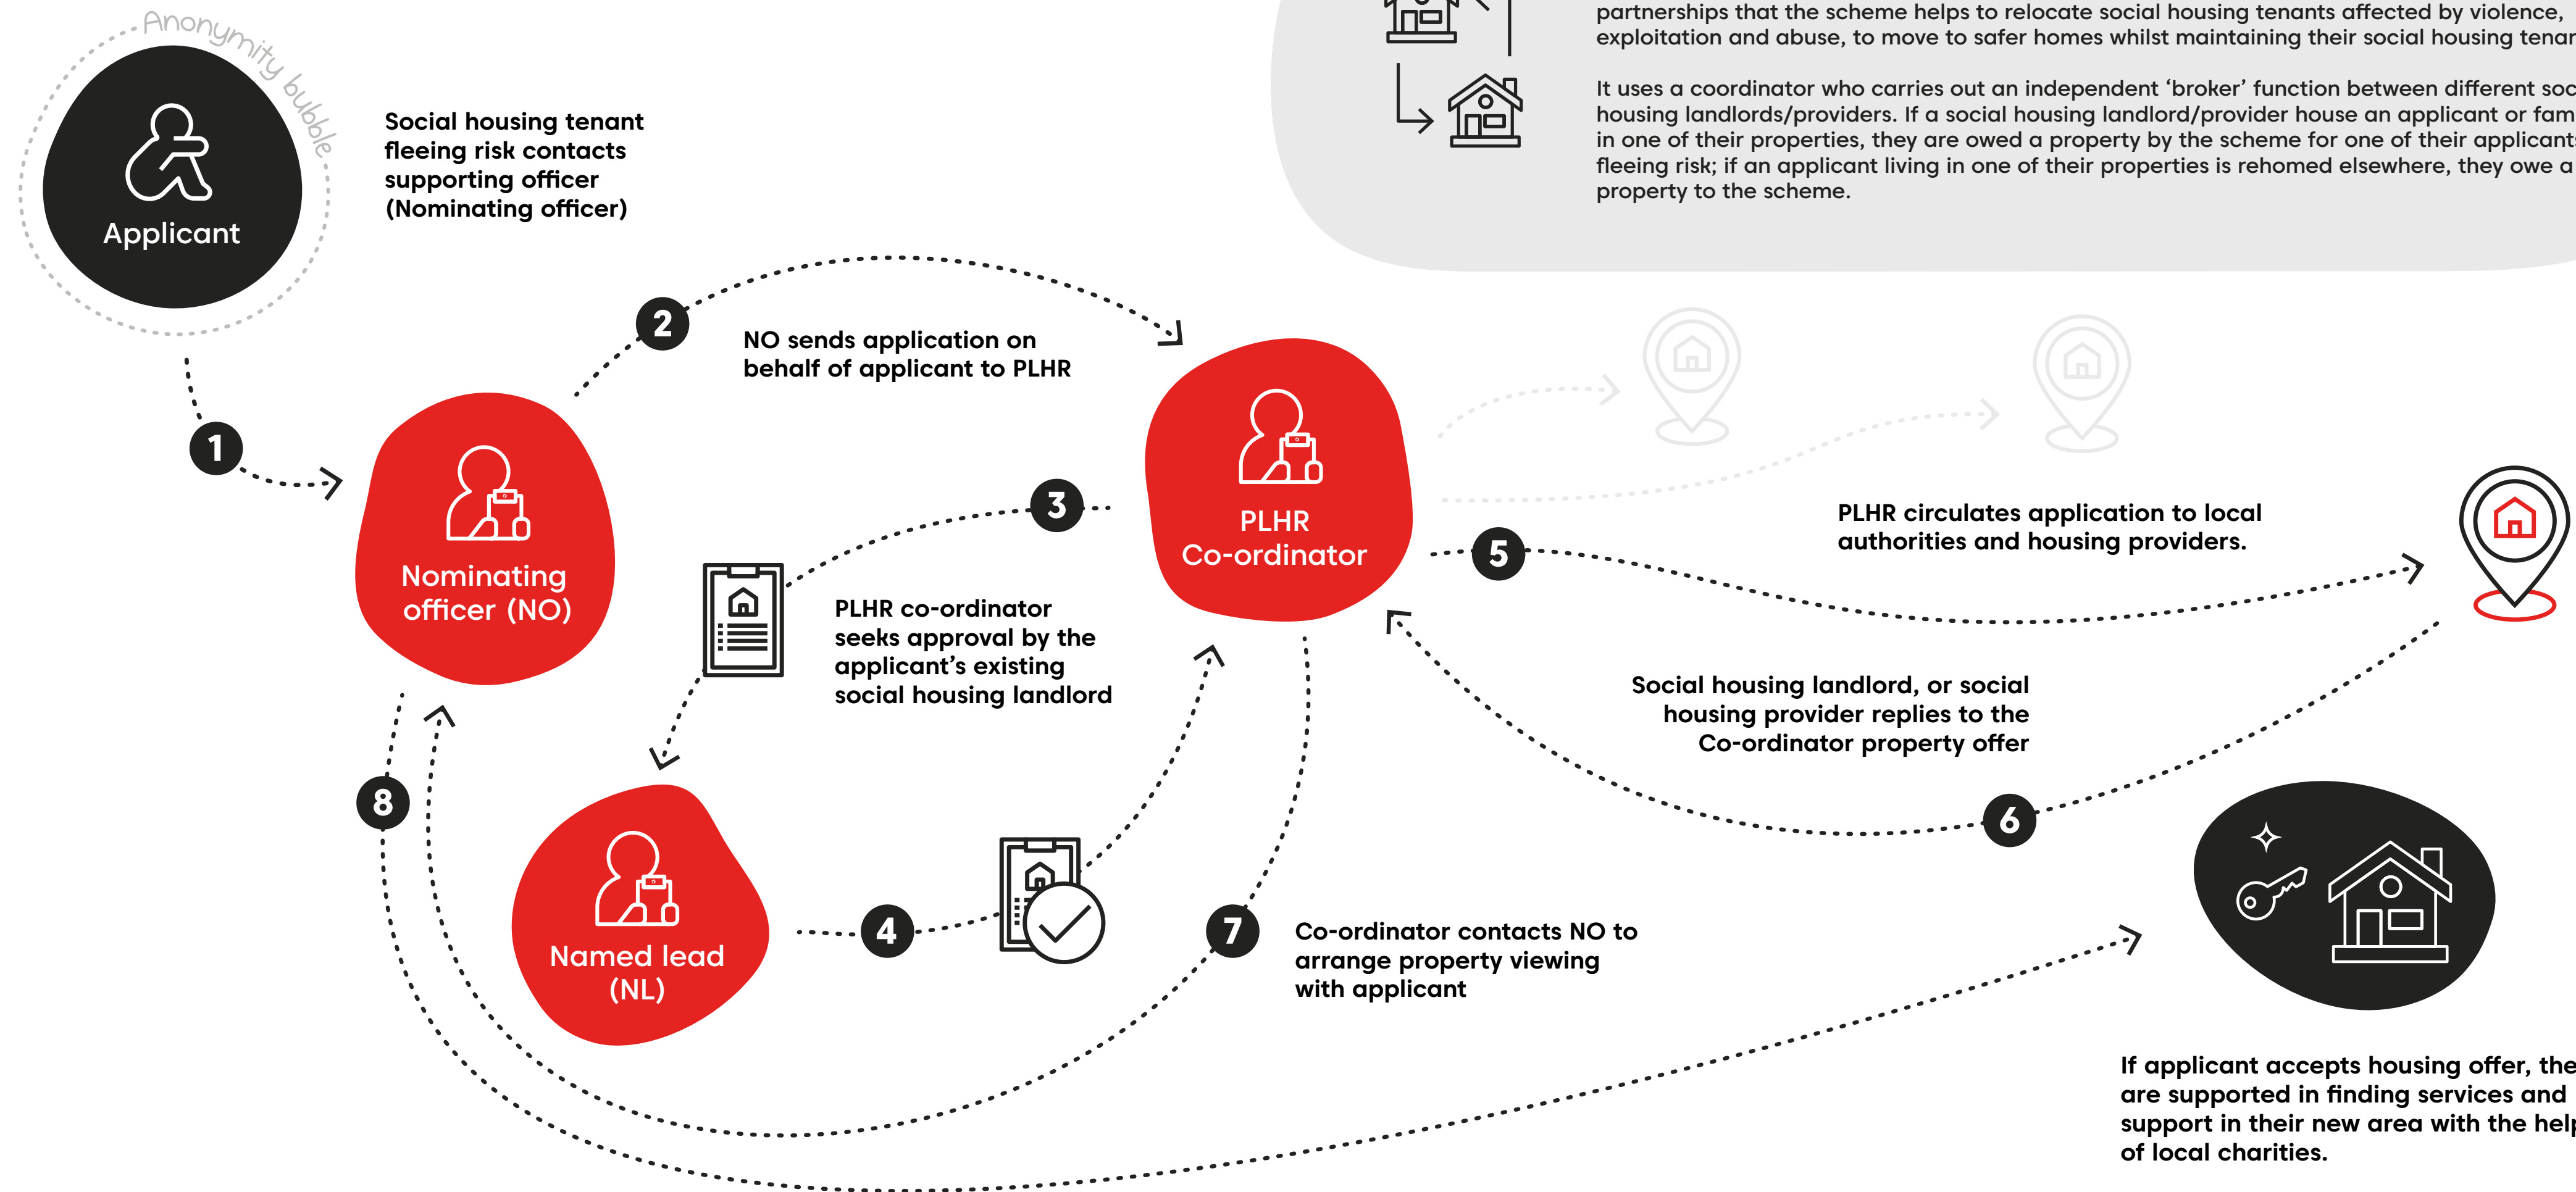 Anonymity bubble
Applicant
Social housing tenant
fleeing risk contacts
supporting officer
(Nominating officer)
partnerships that the scheme helps to relocate social housing tenants affected by violence,
exploitation and abuse, to move to safer homes whilst maintaining their social housing tenan
It uses a coordinator who carries out an independent ‘broker’ function between different soc
housing landlords/providers. If a social housing landlord/provider house an applicant or fam
in one of their properties, they are owed a property by the scheme for one of their applicants
fleeing risk; if an applicant living in one of their properties is rehomed elsewhere, they owe a
property to the scheme.
1
2
NO sends application on
behalf of applicant to PLHR
Nominating
officer (NO)
PLHR
Co-ordinator
3
PLHR co-ordinator
seeks approval by the
applicant’s existing
social housing landlord
5
PLHR circulates application to local
authorities and housing providers.
Social housing landlord, or social
housing provider replies to the
Co-ordinator property offer
6
8
Named lead
(NL)
4
7
Co-ordinator contacts NO to
arrange property viewing
with applicant
If applicant accepts housing offer, the
are supported in finding services and
support in their new area with the help
of local charities.